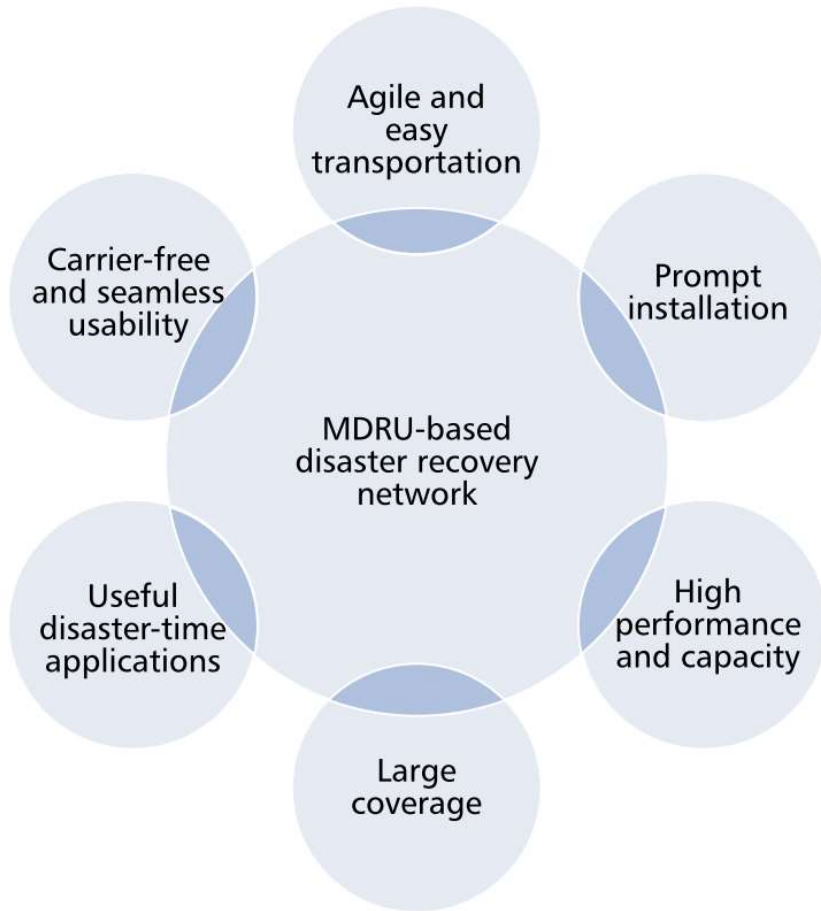 Agile and
easy
transportation
Carrier-free
and seamless
usability
Prompt
installation
MDRU-based
disaster recovery
network
Useful
disaster-time
applications
High
performance
and capacity
Large
coverage